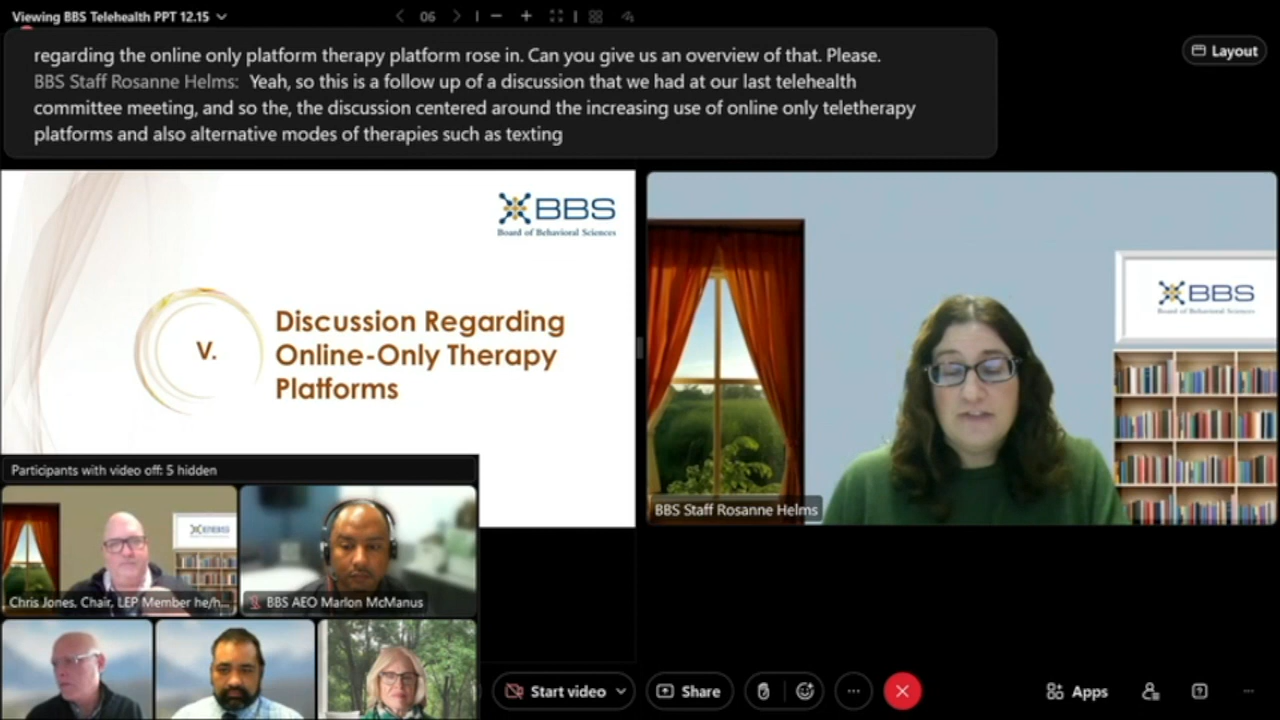 Viewing BBS Telehealth PPT 12.15
06
regarding the online only platform therapy platform rose in. Can you give us an overview of that. Please.
BBS Staff Rosanne Helms: Yeah, so this is a follow up of a discussion that we had at our last telehealth
committee meeting, and so the, the discussion centered around the increasing use of online only teletherapy
platforms and also alternative modes of therapies such as texting
Layout
BBS
Board of Behavioral Sciences
V.
Discussion Regarding
Online-Only Therapy
Platforms
BBS
Board of Behavioral Sciences
BBS Staff Rosanne Helms
Participants with video off: 5 hidden
BBS
Chris Jones, Chair, LEP Member he/h...
BBS AEO Marlon McManus
Start video
Share
Apps